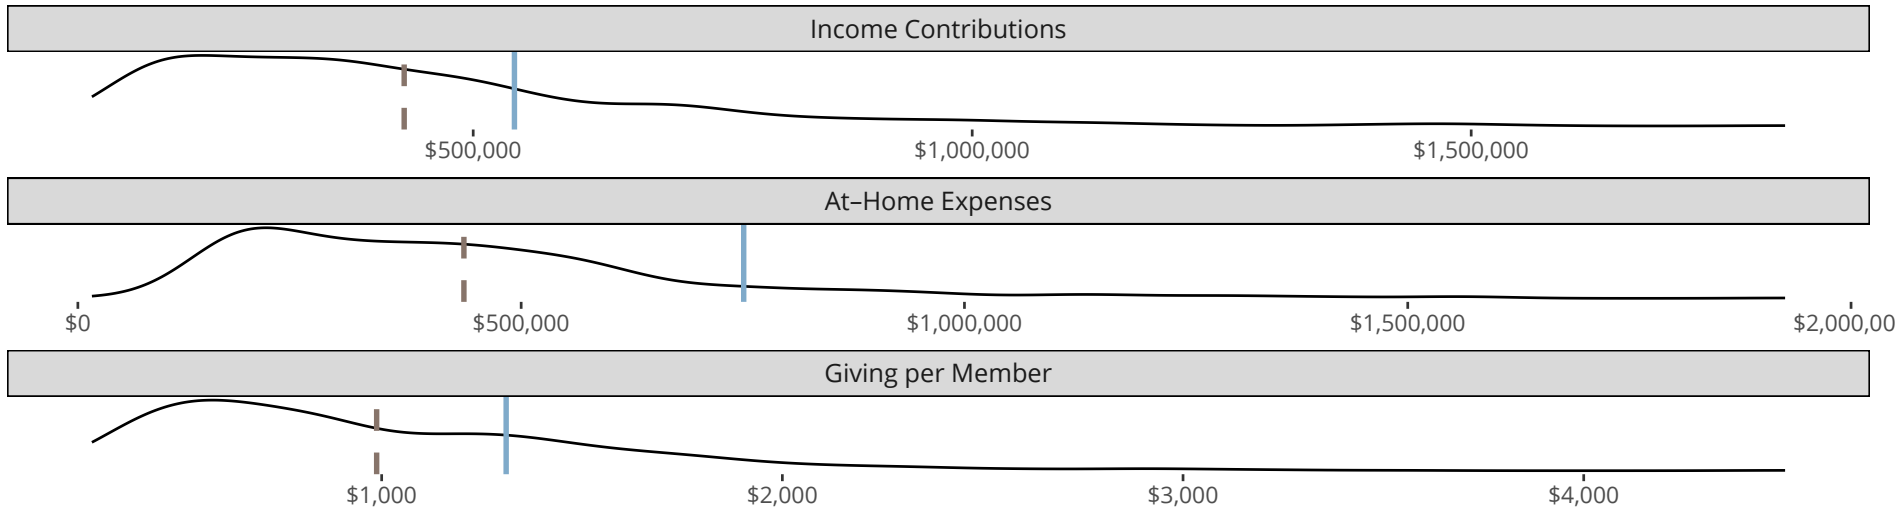 Income Contributions
$500,000 $1,000,000 $1,500,000
At–Home Expenses
$0 $500,000 $1,000,000 $1,500,000 $2,000,00
Giving per Member
$1,000 $2,000 $3,000 $4,000